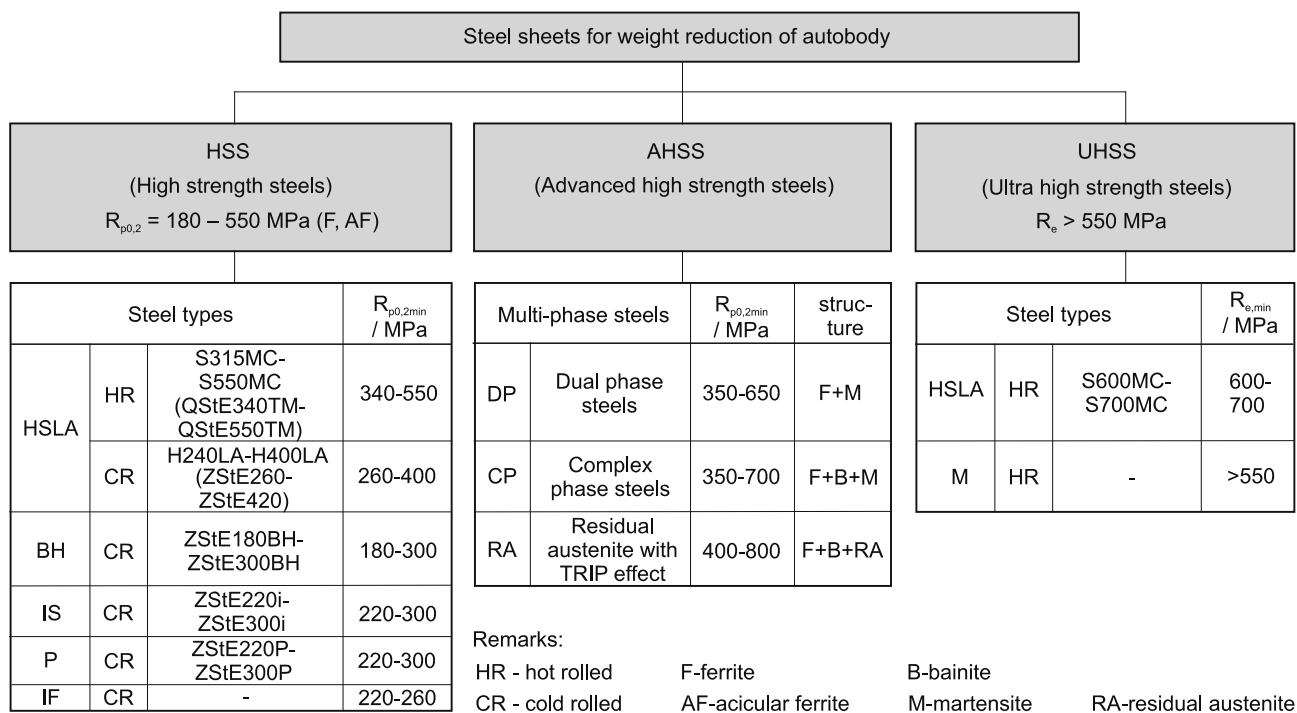 Steel sheets for weight reduction of autobody
HSS
(High strength steels)
Rp0,2 = 180 – 550 MPa (F, AF)
AHSS
(Advanced high strength steels)
UHSS
(Ultra high strength steels)
Re > 550 MPa
Steel types
Rp0,2min
/ MPa
HSLA
HR
S315MC-
S550MC
(QStE340TM-
QStE550TM)
340-550
CR
H240LA-H400LA
(ZStE260-
ZStE420)
260-400
BH
CR
ZStE180BH-
ZStE300BH
180-300
IS
CR
ZStE220i-
ZStE300i
220-300
P
CR
ZStE220P-
ZStE300P
220-300
IF
CR
-
220-260
Multi-phase steels
Rp0,2min
/ MPa
struc-
ture
DP
Dual phase
steels
350-650
F+M
CP
Complex
phase steels
350-700
F+B+M
RA
Residual
austenite with
TRIP effect
400-800
F+B+RA
Steel types
Re,min
/ MPa
HSLA
HR
S600MC-
S700MC
600-
700
M
HR
-
>550
Remarks:
HR - hot rolled F-ferrite B-bainite
CR - cold rolled AF-acicular ferrite M-martensite RA-residual austenite